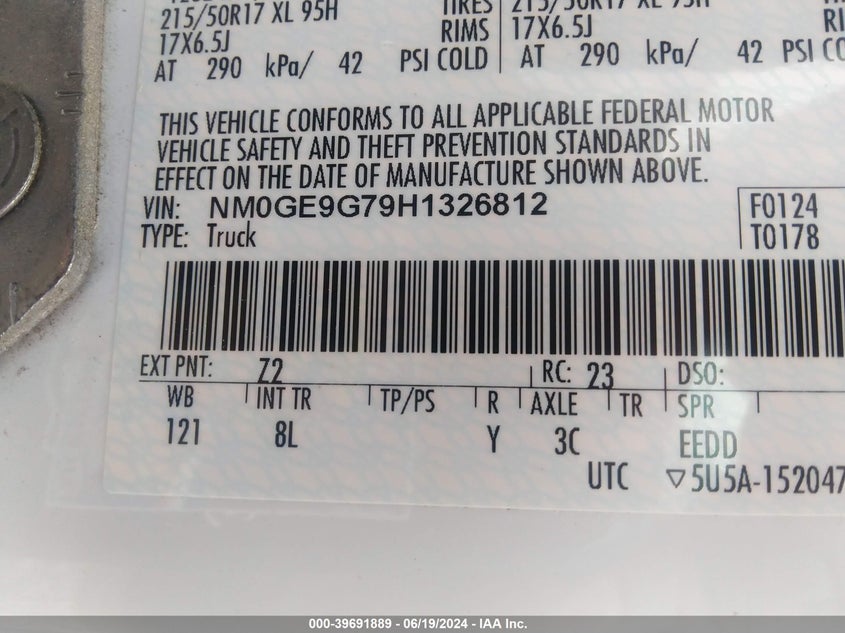 215/50R17 XL 95H TIRES 215/50R17 XL 95H
17X6.5J RIMS 17X6.5J
AT 290 kPa/ 42 PSI COLD AT 290 kPa/ 42 PSI
THIS VEHICLE CONFORMS TO ALL APPLICABLE FEDERAL MOTOR
VEHICLE SAFETY AND THEFT PREVENTION STANDARDS IN
EFFECT ON THE DATE OF MANUFACTURE SHOWN ABOVE.
VIN: NM0GE9G79H1326812 F0124
TYPE: Truck T0178
EXT PNT: Z2 RC: 23 DSO:
WB INT TR TP/PS R AXLE TR SPR
121 8L Y 3C EEDD
UTC ▽5U5A-152047
000-39691889 - 06/19/2024 - IAA Inc.